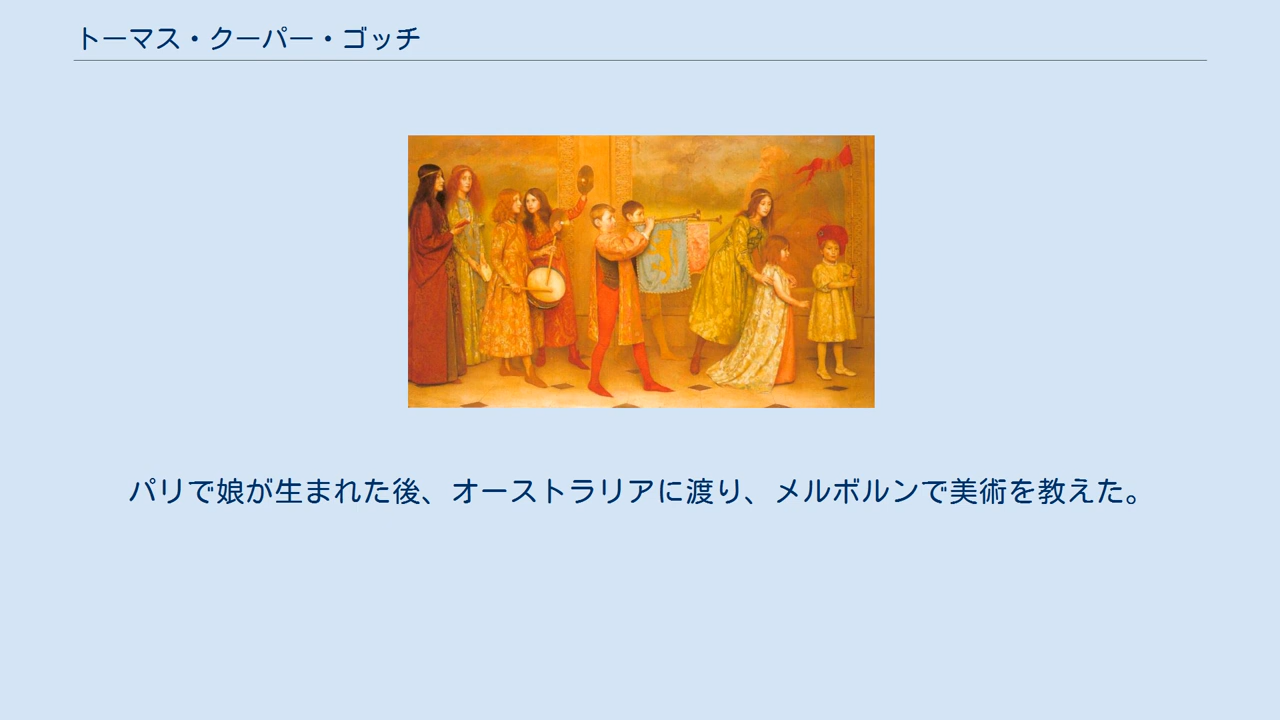 トーマス・クーパー・ゴッチ
パリで娘が生まれた後、オーストラリアに渡り、メルボルンで美術を教えた。